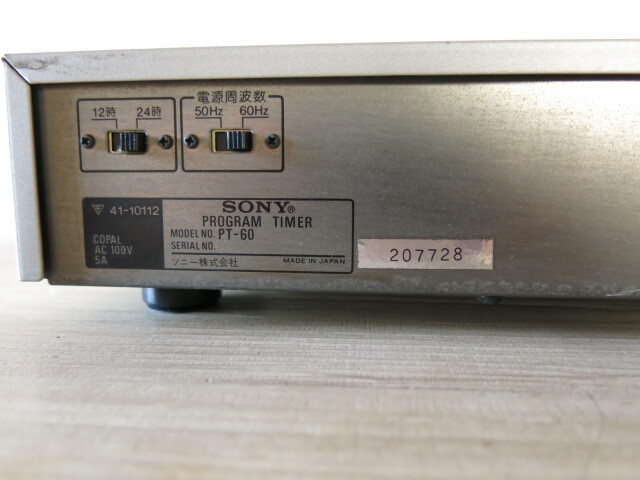 12時 24時
電源周波数
50Hz 60Hz
41-10112
COPAL
AC 100V
5A
SONY®
PROGRAM TIMER
MODEL NO. PT-60
SERIAL NO.
ソニー株式会社 MADE IN JAPAN
207728